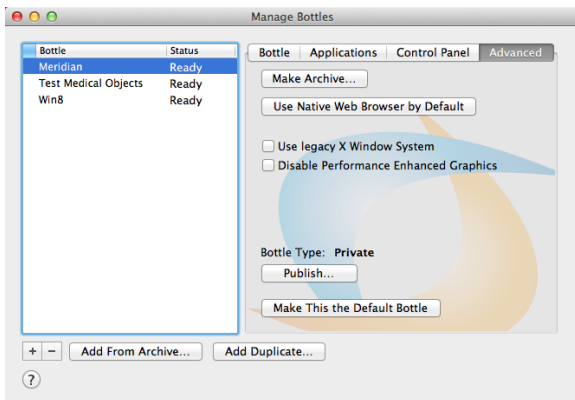 Manage Bottles
Bottle Status
Meridian Ready
Test Medical Objects Ready
Win8 Ready
Bottle Applications Control Panel Advanced
Make Archive...
Use Native Web Browser by Default
Use legacy X Window System
Disable Performance Enhanced Graphics
Bottle Type: Private
Publish...
Make This the Default Bottle
+ - Add From Archive... Add Duplicate...
?